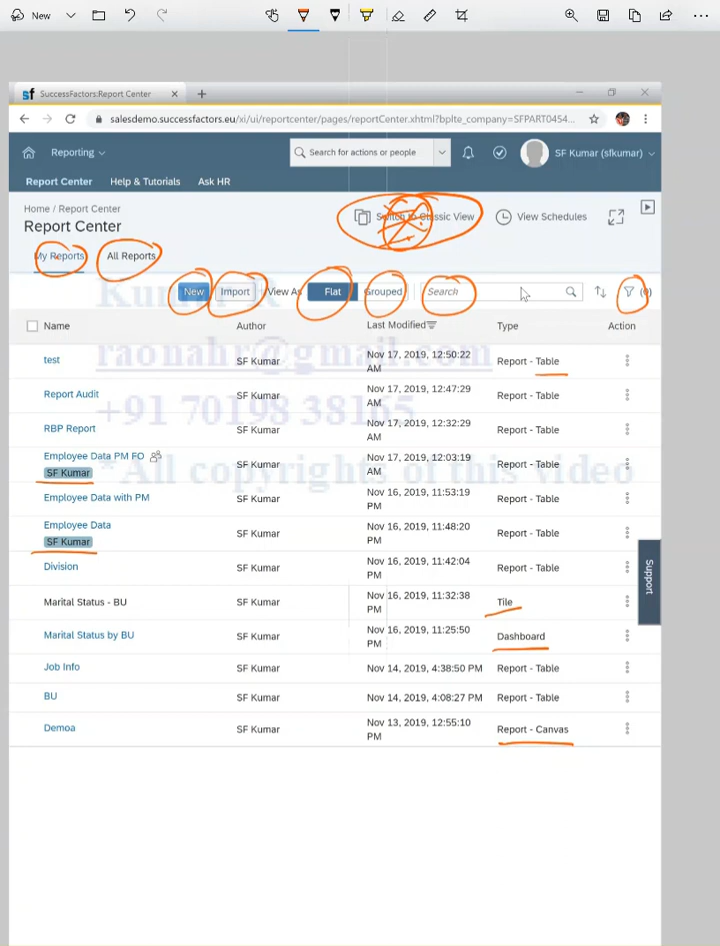 New
SuccessFactors:Report Center
salesdemo.successfactors.eu/xi/ui/reportcenter/pages/reportCenter.xhtml?bplte_company=SFPART0454...
Reporting
Search for actions or people
SF Kumar (sfkumar)
Report Center Help & Tutorials Ask HR
Home / Report Center
Report Center
Switch to Classic View
View Schedules
My Reports All Reports
New Import View As Flat Grouped Search (0)
Name Author Last Modified Type Action
test SF Kumar Nov 17, 2019, 12:50:22 AM Report - Table
Report Audit SF Kumar Nov 17, 2019, 12:47:29 AM Report - Table
RBP Report SF Kumar Nov 17, 2019, 12:32:29 AM Report - Table
Employee Data PM FO SF Kumar SF Kumar Nov 17, 2019, 12:03:19 AM Report - Table
Employee Data with PM SF Kumar Nov 16, 2019, 11:53:19 PM Report - Table
Employee Data SF Kumar SF Kumar Nov 16, 2019, 11:48:20 PM Report - Table
Division SF Kumar Nov 16, 2019, 11:42:04 PM Report - Table
Marital Status - BU SF Kumar Nov 16, 2019, 11:32:38 PM Tile
Marital Status by BU SF Kumar Nov 16, 2019, 11:25:50 PM Dashboard
Job Info SF Kumar Nov 14, 2019, 4:38:50 PM Report - Table
BU SF Kumar Nov 14, 2019, 4:08:27 PM Report - Table
Demoa SF Kumar Nov 13, 2019, 12:55:10 PM Report - Canvas
Support
raonahr@gmail.com
+91 70198 38165
*All copyrights of this video